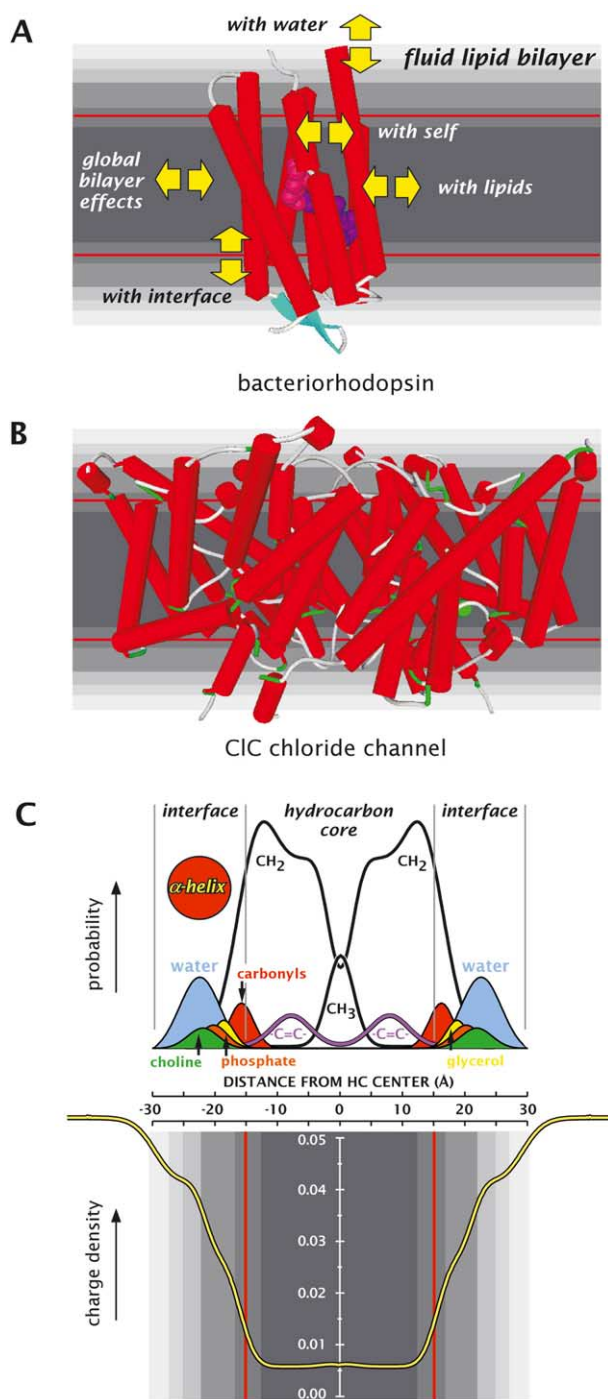 A
with water
fluid lipid bilayer
with self
global
bilayer
effects
with lipids
with interface
bacteriorhodopsin
B
ClC chloride channel
C
interface
hydrocarbon
core
interface
CH2
CH2
α-helix
probability
water
carbonyls
water
CH3
-C=C-
-C=C-
choline
phosphate
glycerol
DISTANCE FROM HC CENTER (Å)
-30 -20 -10 0 10 20 30
0.05
0.04
charge density
0.03
0.02
0.01
0.00